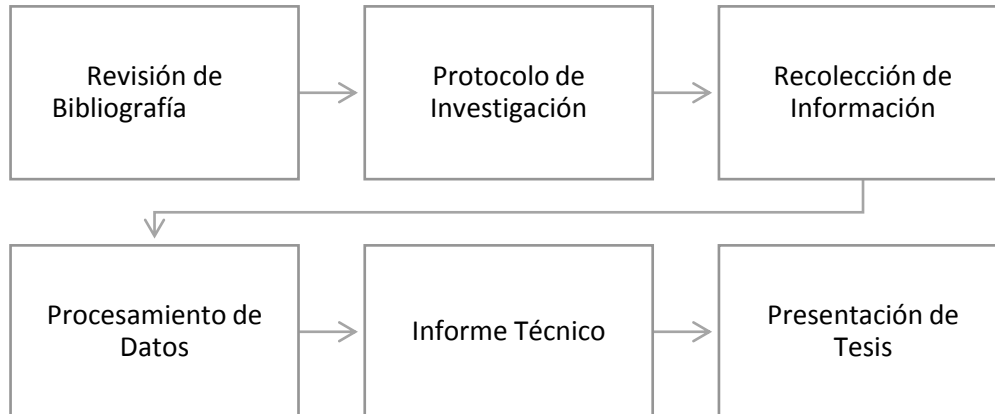 Revisión de
Bibliografía
Protocolo de
Investigación
Recolección de
Información
Procesamiento de
Datos
Informe Técnico
Presentación de
Tesis